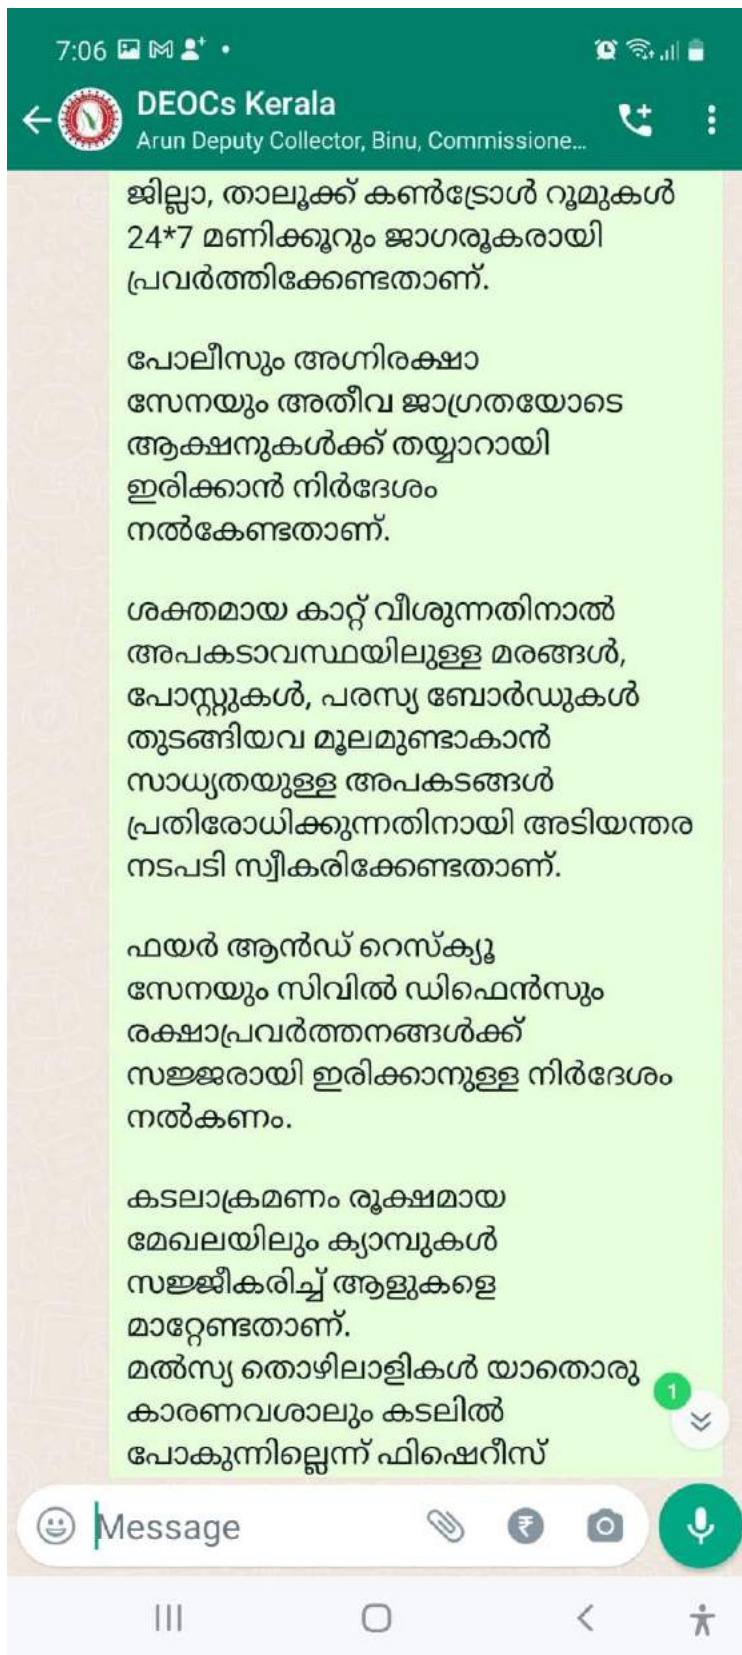 7:06
DEOCs Kerala
Arun Deputy Collector, Binu, Commissione...
ജില്ലാ, താലൂക്ക് കൺട്രോൾ റൂമുകൾ
24*7 മണിക്കൂറും ജാഗരൂകരായി
പ്രവർത്തിക്കേണ്ടതാണ്.
പോലീസും അഗ്നിരക്ഷാ
സേനയും അതീവ ജാഗ്രതയോടെ
ആക്ഷനുകൾക്ക് തയ്യാറായി
ഇരിക്കാൻ നിർദേശം
നൽകേണ്ടതാണ്.
ശക്തമായ കാറ്റ് വീശുന്നതിനാൽ
അപകടാവസ്ഥയിലുള്ള മരങ്ങൾ,
പോസ്റ്റുകൾ, പരസ്യ ബോർഡുകൾ
തുടങ്ങിയവ മൂലമുണ്ടാകാൻ
സാധ്യതയുള്ള അപകടങ്ങൾ
പ്രതിരോധിക്കുന്നതിനായി അടിയന്തര
നടപടി സ്വീകരിക്കേണ്ടതാണ്.
ഫയർ ആൻഡ് റെസ്ക്യൂ
സേനയും സിവിൽ ഡിഫെൻസും
രക്ഷാപ്രവർത്തനങ്ങൾക്ക്
സജ്ജരായി ഇരിക്കാനുള്ള നിർദേശം
നൽകണം.
കടലാക്രമണം രൂക്ഷമായ
മേഖലയിലും ക്യാമ്പുകൾ
സജ്ജീകരിച്ച് ആളുകളെ
മാറ്റേണ്ടതാണ്.
മൽസ്യ തൊഴിലാളികൾ യാതൊരു
കാരണവശാലും കടലിൽ
പോകുന്നില്ലെന്ന് ഫിഷെറീസ്
1
Message